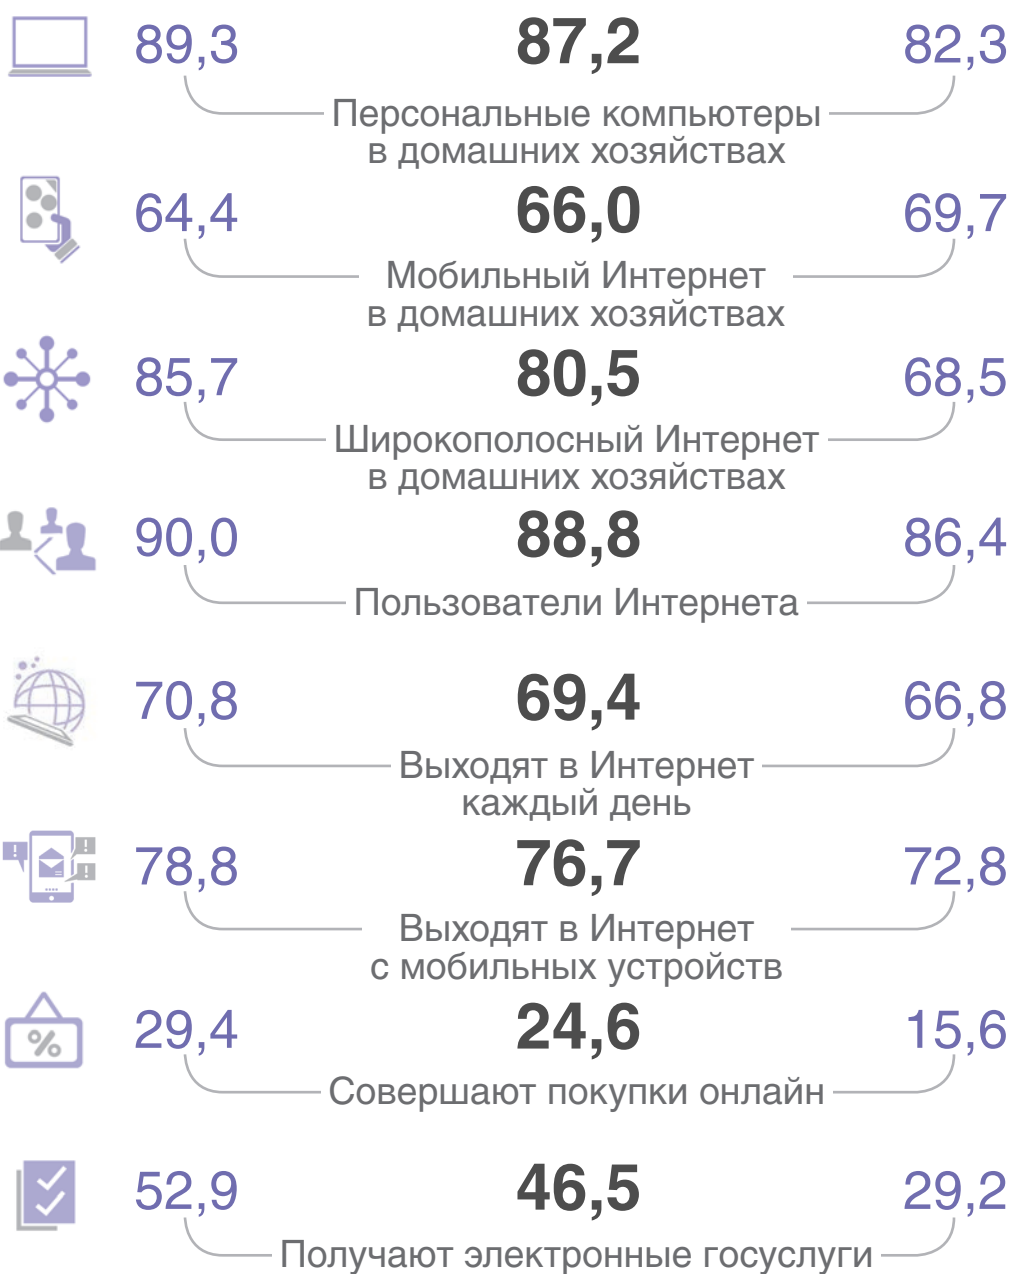 89,3 87,2 82,3
Персональные компьютеры
в домашних хозяйствах
64,4 66,0 69,7
Мобильный Интернет
в домашних хозяйствах
85,7 80,5 68,5
Широкополосный Интернет
в домашних хозяйствах
90,0 88,8 86,4
Пользователи Интернета
70,8 69,4 66,8
Выходят в Интернет
каждый день
78,8 76,7 72,8
Выходят в Интернет
с мобильных устройств
29,4 24,6 15,6
%
Совершают покупки онлайн
52,9 46,5 29,2
Получают электронные госуслуги